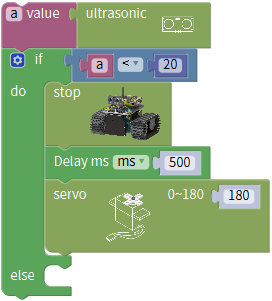 a value ultrasonic
if a < 20
do stop
Delay ms ms 500
servo 0~180 180
else